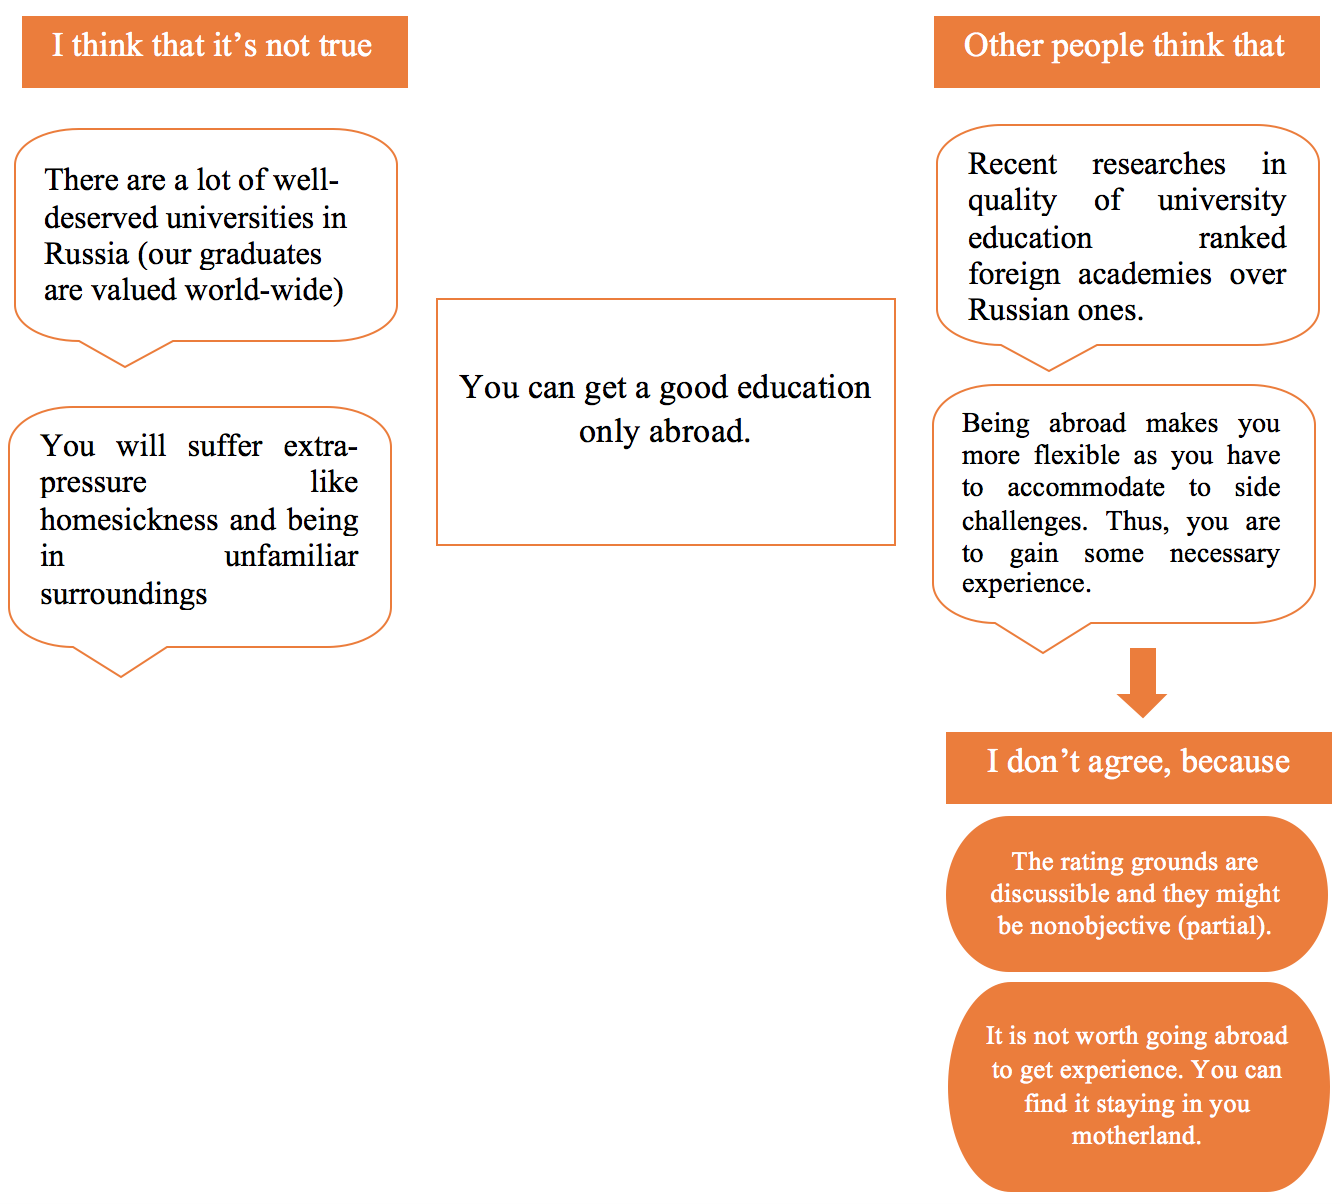 I think that it’s not true
There are a lot of well-
deserved universities in
Russia (our graduates
are valued world-wide)
You will suffer extra-
pressure like
homesickness and being
in unfamiliar
surroundings
You can get a good education
only abroad.
Other people think that
Recent researches in
quality of university
education ranked
foreign academies over
Russian ones.
Being abroad makes you
more flexible as you have
to accommodate to side
challenges. Thus, you are
to gain some necessary
experience.
I don’t agree, because
The rating grounds are
discussible and they might
be nonobjective (partial).
It is not worth going abroad
to get experience. You can
find it staying in you
motherland.